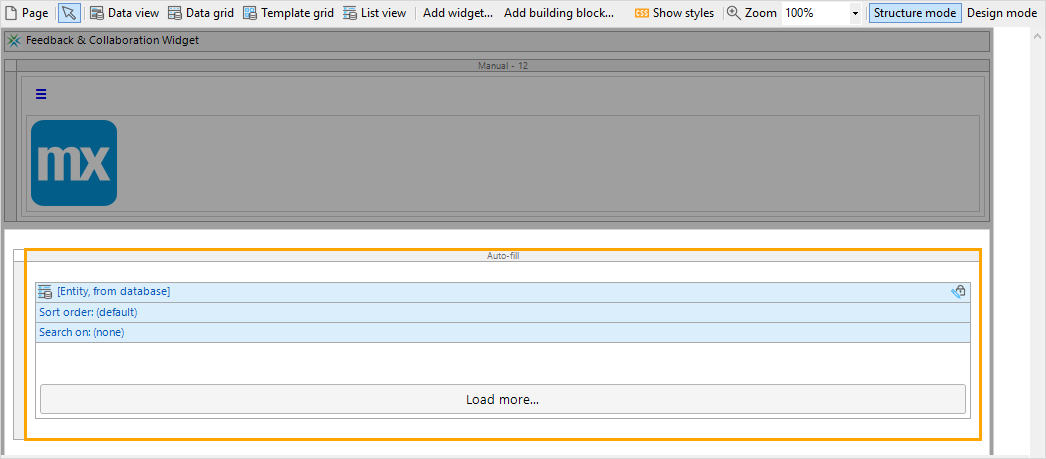 Page Data view Data grid Template grid List view Add widget... Add building block... CSS Show styles Zoom 100% Structure mode Design mode
Feedback & Collaboration Widget
Manual - 12
mx
Auto-fill
[Entity, from database]
Sort order: (default)
Search on: (none)
Load more...